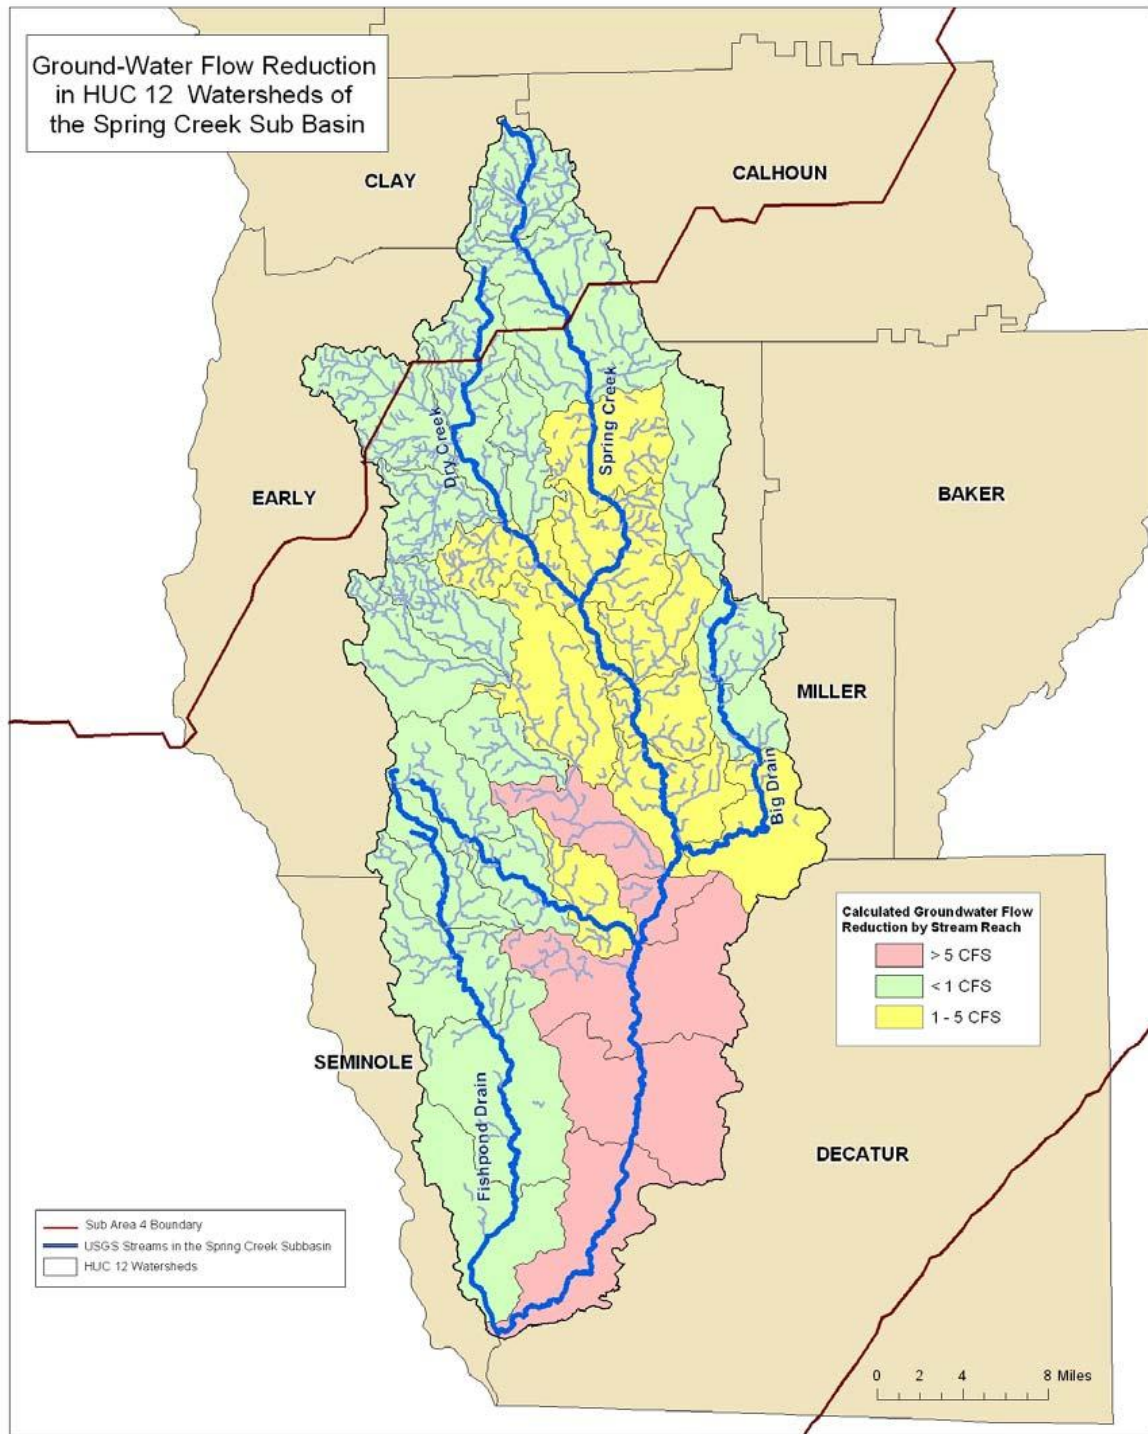 Ground-Water Flow Reduction
in HUC 12 Watersheds of
the Spring Creek Sub Basin
CLAY
CALHOUN
Dry Creek
Spring Creek
EARLY
BAKER
MILLER
Big Drain
Calculated Groundwater Flow
Reduction by Stream Reach
> 5 CFS
< 1 CFS
1 - 5 CFS
SEMINOLE
Fishpond Drain
DECATUR
Sub Area 4 Boundary
USGS Streams in the Spring Creek Subbasin
HUC 12 Watersheds
0 2 4 8 Miles